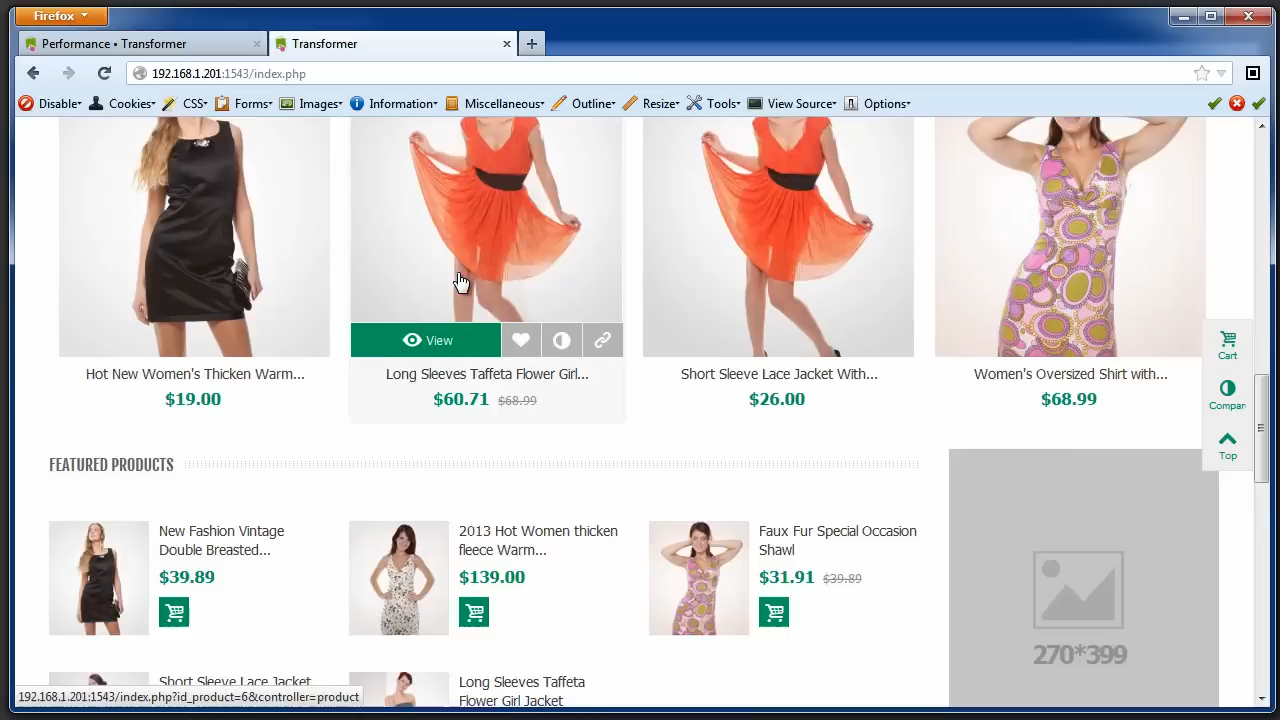 Firefox
Performance • Transformer
Transformer
192.168.1.201:1543/index.php
Disable
Cookies
CSS
Forms
Images
Information
Miscellaneous
Outline
Resize
Tools
View Source
Options
View
Hot New Women's Thicken Warm...
Long Sleeves Taffeta Flower Girl...
Short Sleeve Lace Jacket With...
Women's Oversized Shirt with...
$19.00
$60.71 $68.99
$26.00
$68.99
Cart
Compar
Top
FEATURED PRODUCTS
New Fashion Vintage
Double Breasted...
$39.89
2013 Hot Women thicken
fleece Warm...
$139.00
Faux Fur Special Occasion
Shawl
$31.91 $39.89
270*399
Short Sleeve Lace Jacket
Long Sleeves Taffeta
Flower Girl Jacket
192.168.1.201:1543/index.php?id_product=6&controller=product